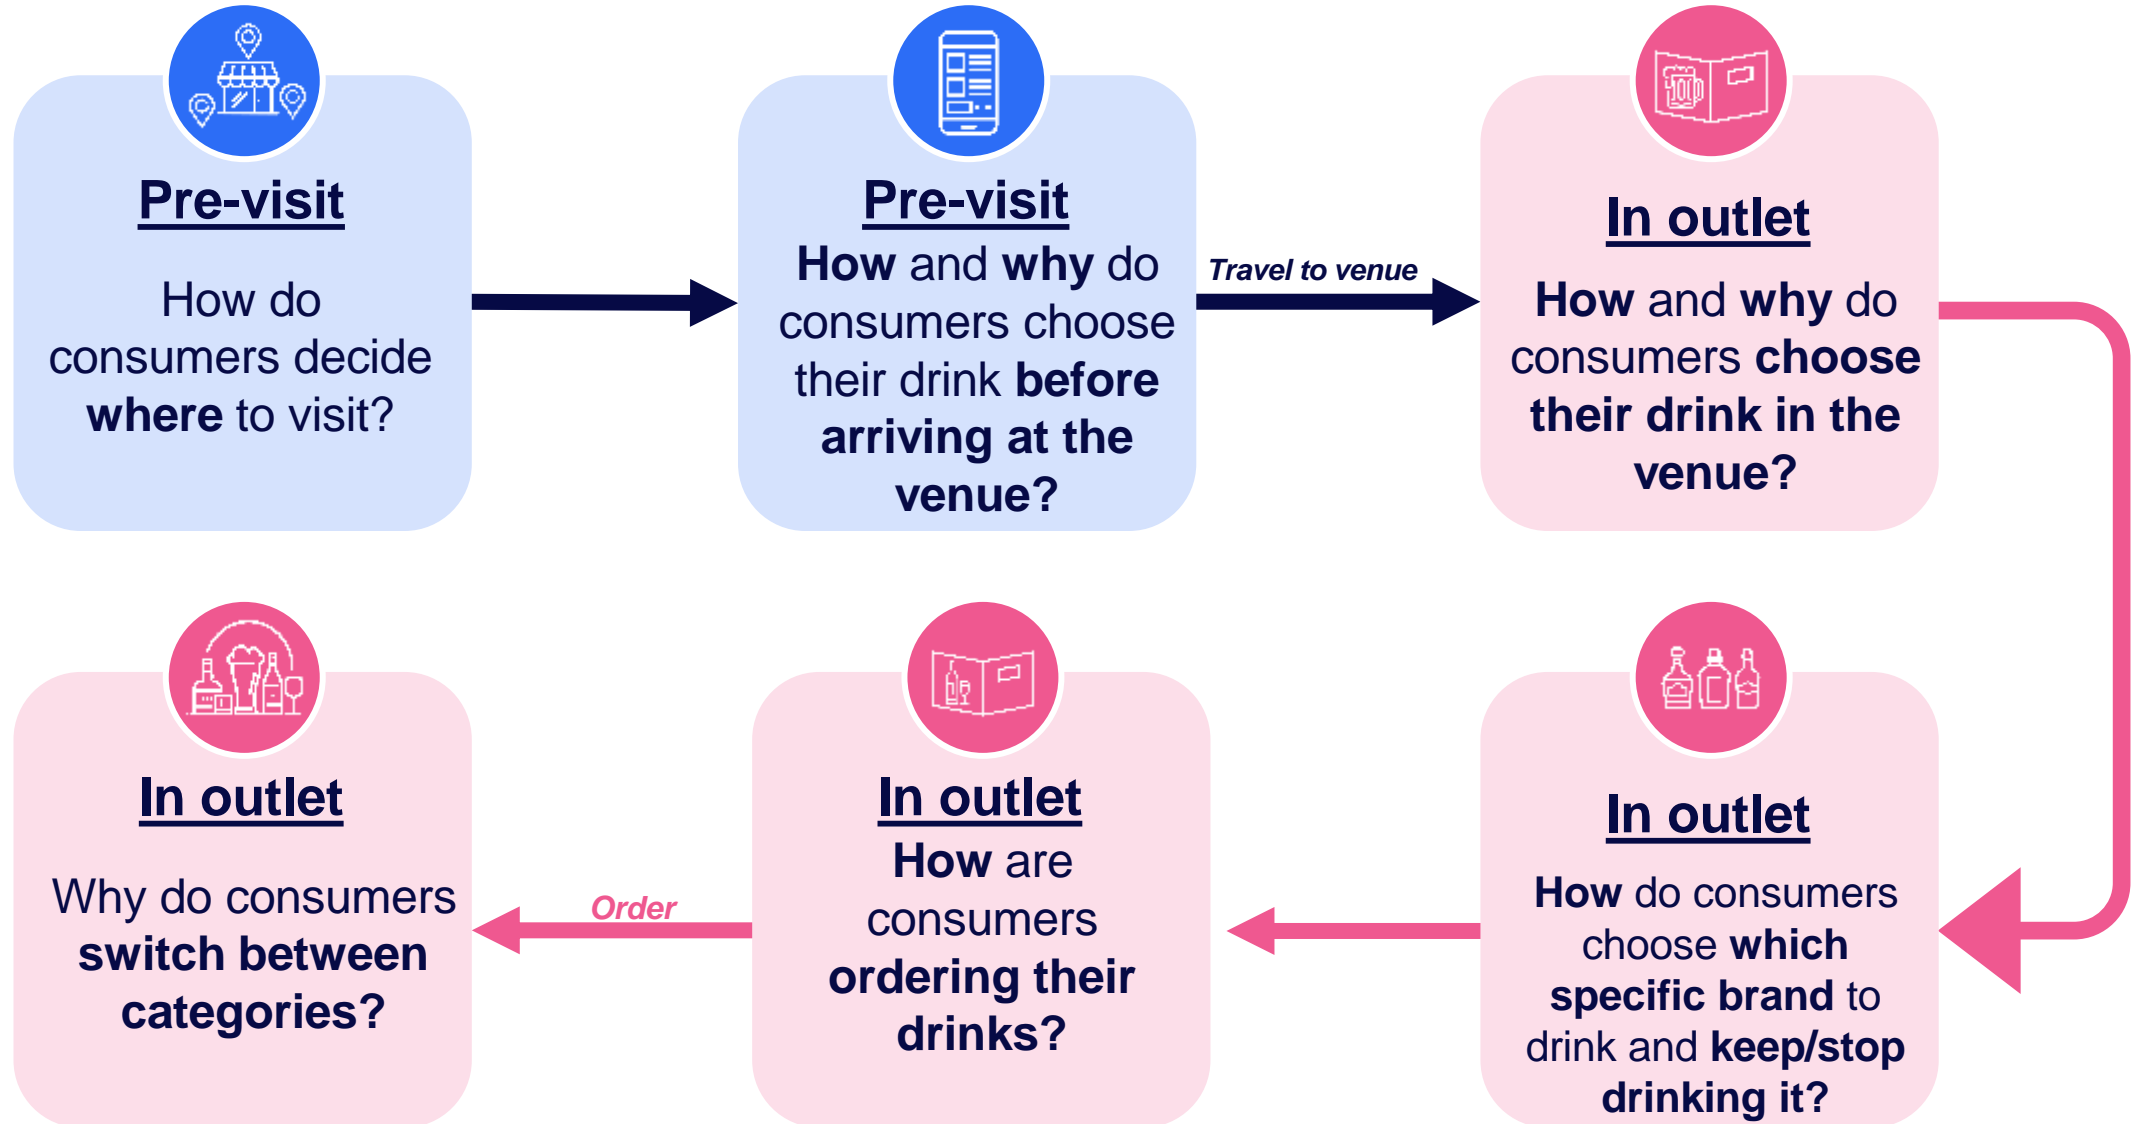 Pre-visit
How do
consumers decide
where to visit?
Pre-visit
How and why do
consumers choose
their drink before
arriving at the
venue?
Travel to venue
In outlet
How and why do
consumers choose
their drink in the
venue?
In outlet
How do consumers
choose which
specific brand to
drink and keep/stop
drinking it?
In outlet
How are
consumers
ordering their
drinks?
Order
In outlet
Why do consumers
switch between
categories?